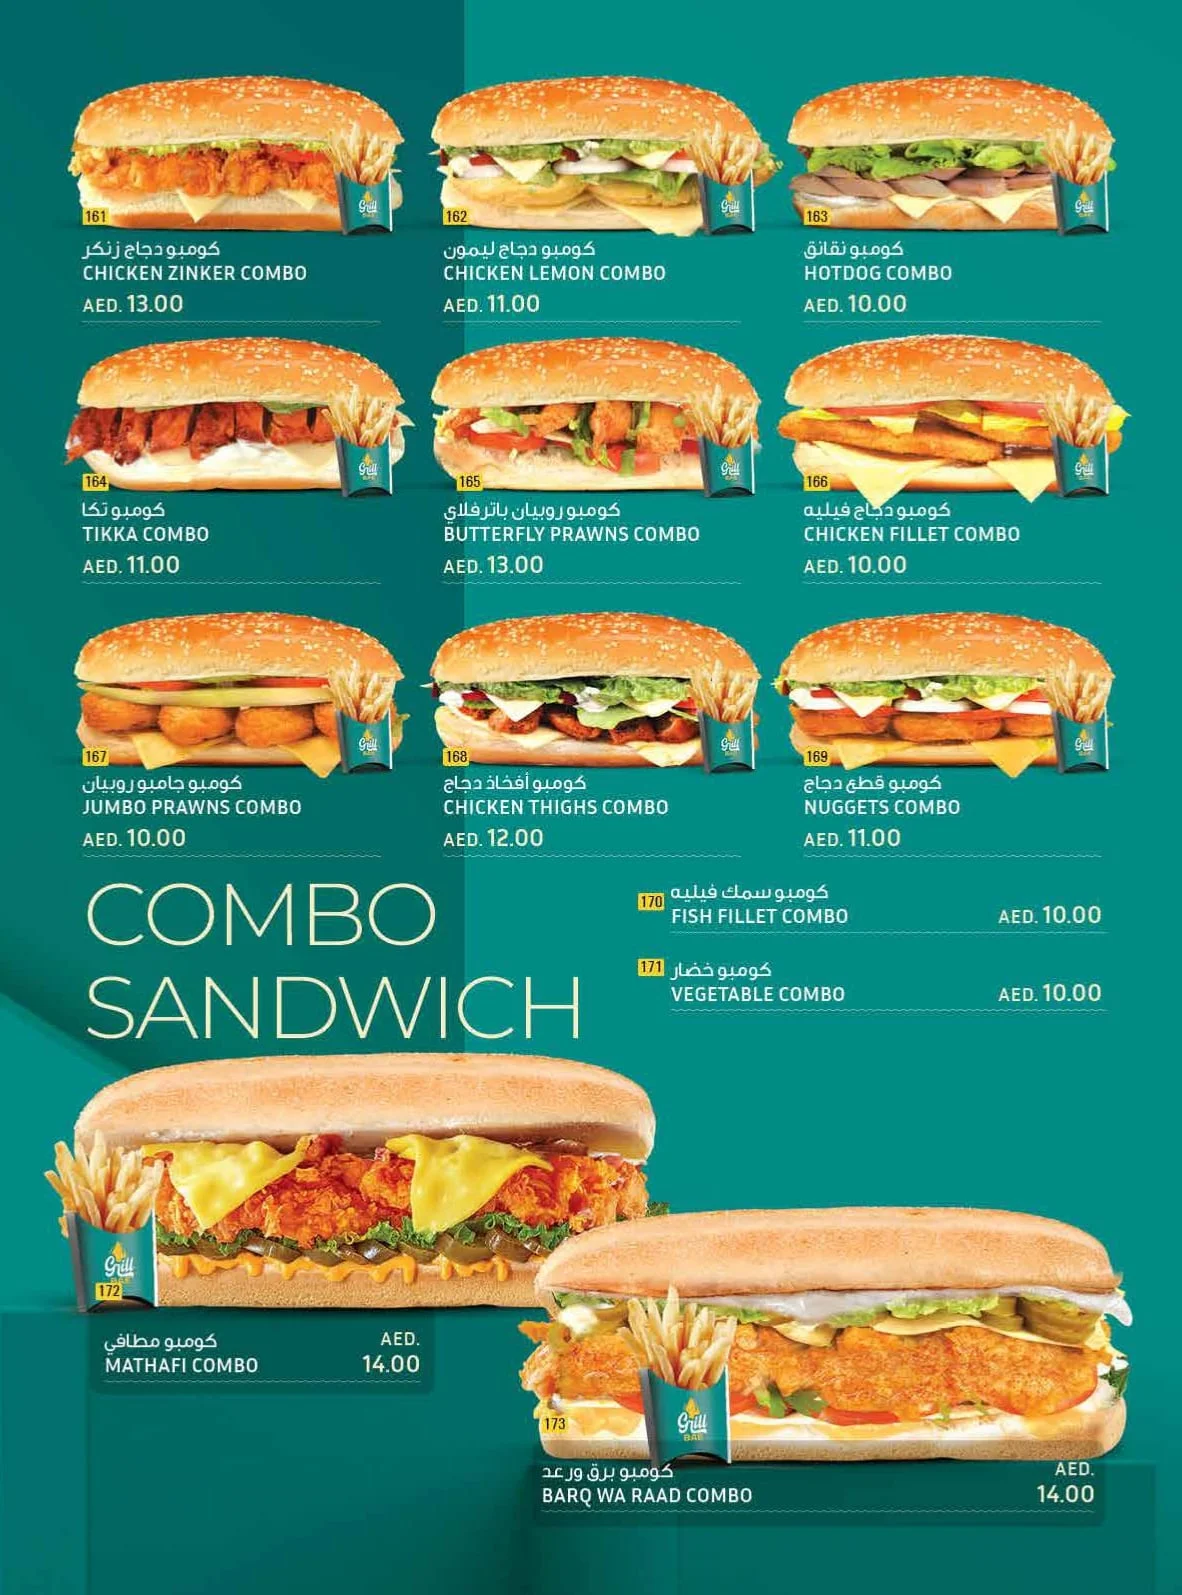 161
كومبو دجاج زنكر
CHICKEN ZINKER COMBO
AED. 13.00
162
كومبو دجاج ليمون
CHICKEN LEMON COMBO
AED. 11.00
163
كومبو نقانق
HOTDOG COMBO
AED. 10.00
164
كومبو تكا
TIKKA COMBO
AED. 11.00
165
كومبو روبيان باترفلاي
BUTTERFLY PRAWNS COMBO
AED. 13.00
166
كومبو دجاج فيليه
CHICKEN FILLET COMBO
AED. 10.00
167
كومبو جامبو روبيان
JUMBO PRAWNS COMBO
AED. 10.00
168
كومبو أفخاذ دجاج
CHICKEN THIGHS COMBO
AED. 12.00
169
كومبو قطع دجاج
NUGGETS COMBO
AED. 11.00
COMBO
SANDWICH
170 كومبو سمك فيليه
FISH FILLET COMBO AED. 10.00
171 كومبو خضار
VEGETABLE COMBO AED. 10.00
Grill
BAE
172
كومبو مطافي AED.
MATHAFI COMBO 14.00
Grill
BAE
173
كومبو برق ورعد AED.
BARQ WA RAAD COMBO 14.00